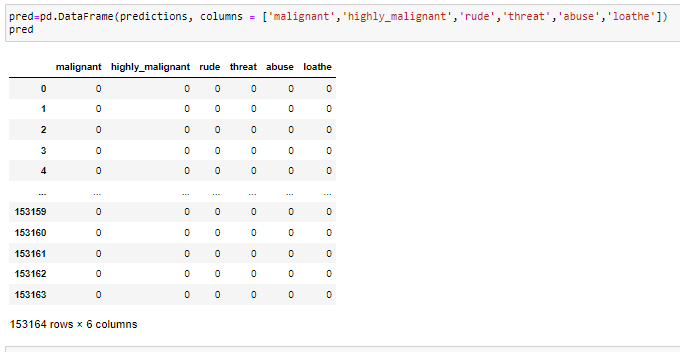 pred=pd.DataFrame(predictions, columns = ['malignant','highly_malignant','rude','threat','abuse','loathe'])
pred
malignant highly_malignant rude threat abuse loathe
0 0 0 0 0 0 0
1 0 0 0 0 0 0
2 0 0 0 0 0 0
3 0 0 0 0 0 0
4 0 0 0 0 0 0
... ... ... ... ... ... ...
153159 0 0 0 0 0 0
153160 0 0 0 0 0 0
153161 0 0 0 0 0 0
153162 0 0 0 0 0 0
153163 0 0 0 0 0 0
153164 rows × 6 columns